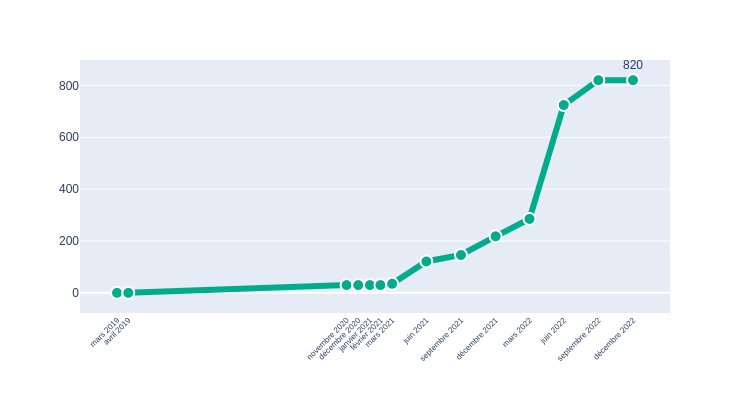 820
800
600
400
200
0
mars 2019
avril 2019
novembre 2020
décembre 2020
janvier 2021
février 2021
mars 2021
juin 2021
septembre 2021
décembre 2021
mars 2022
juin 2022
septembre 2022
décembre 2022